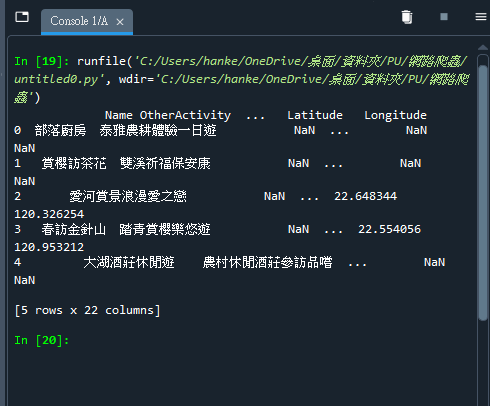 Console 1/A
In [19]: runfile('C:/Users/hanke/OneDrive/桌面/資料夾/PU/網路爬蟲/
untitled0.py', wdir='C:/Users/hanke/OneDrive/桌面/資料夾/PU/網路爬
蟲')
Name OtherActivity ... Latitude Longitude
0 部落廚房 泰雅農耕體驗一日遊 NaN ... NaN
NaN
1 賞櫻訪茶花 雙溪祈福保安康 NaN ... NaN
NaN
2 愛河賞景浪漫愛之戀 NaN ... 22.648344
120.326254
3 春訪金針山 踏青賞櫻樂悠遊 NaN ... 22.554056
120.953212
4 大湖酒莊休閒遊 農村休閒酒莊參訪品嚐 ... NaN
NaN
[5 rows x 22 columns]
In [20]: